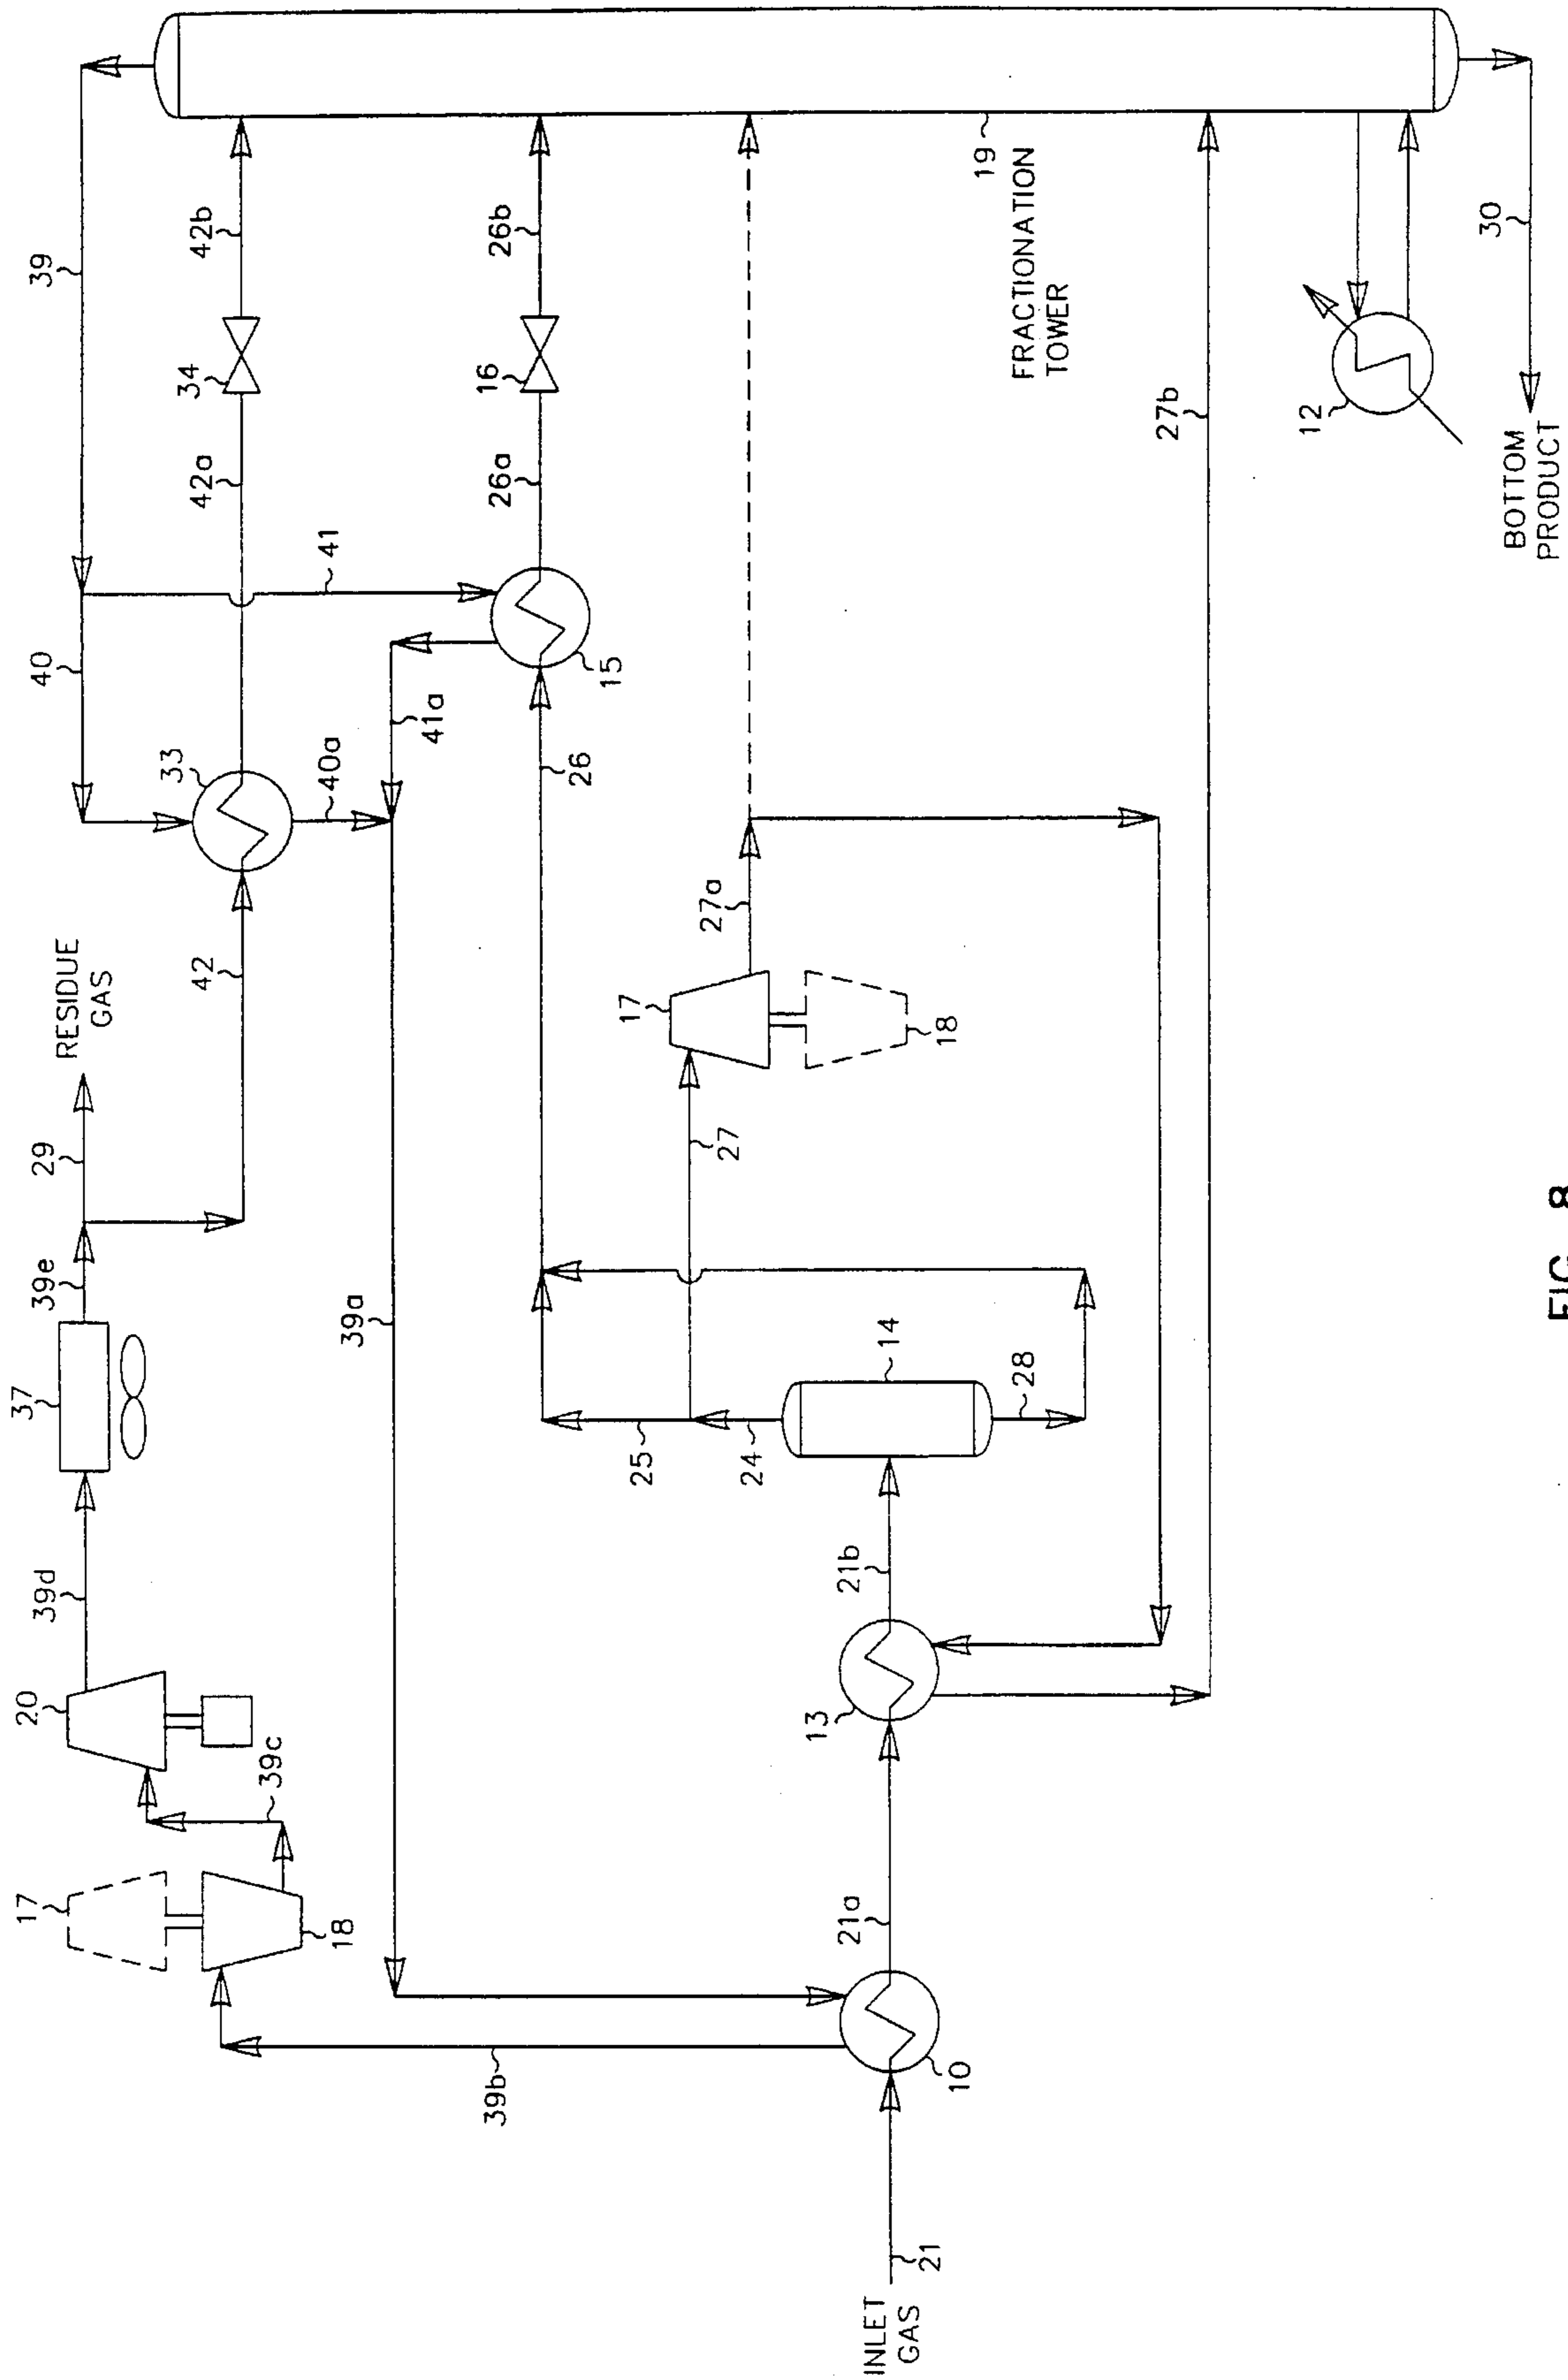 RESIDUE
GAS
29
39e
37
39d
20
39c
17
18
39b
39a
39
40
41
33
40a
41a
42
42a
34
42b
16
26a
26b
15
26
17
18
27
27a
25
24
14
28
21b
13
21a
10
21
INLET
GAS
19
FRACTIONATION
TOWER
27b
12
30
BOTTOM
PRODUCT
FIG. 8